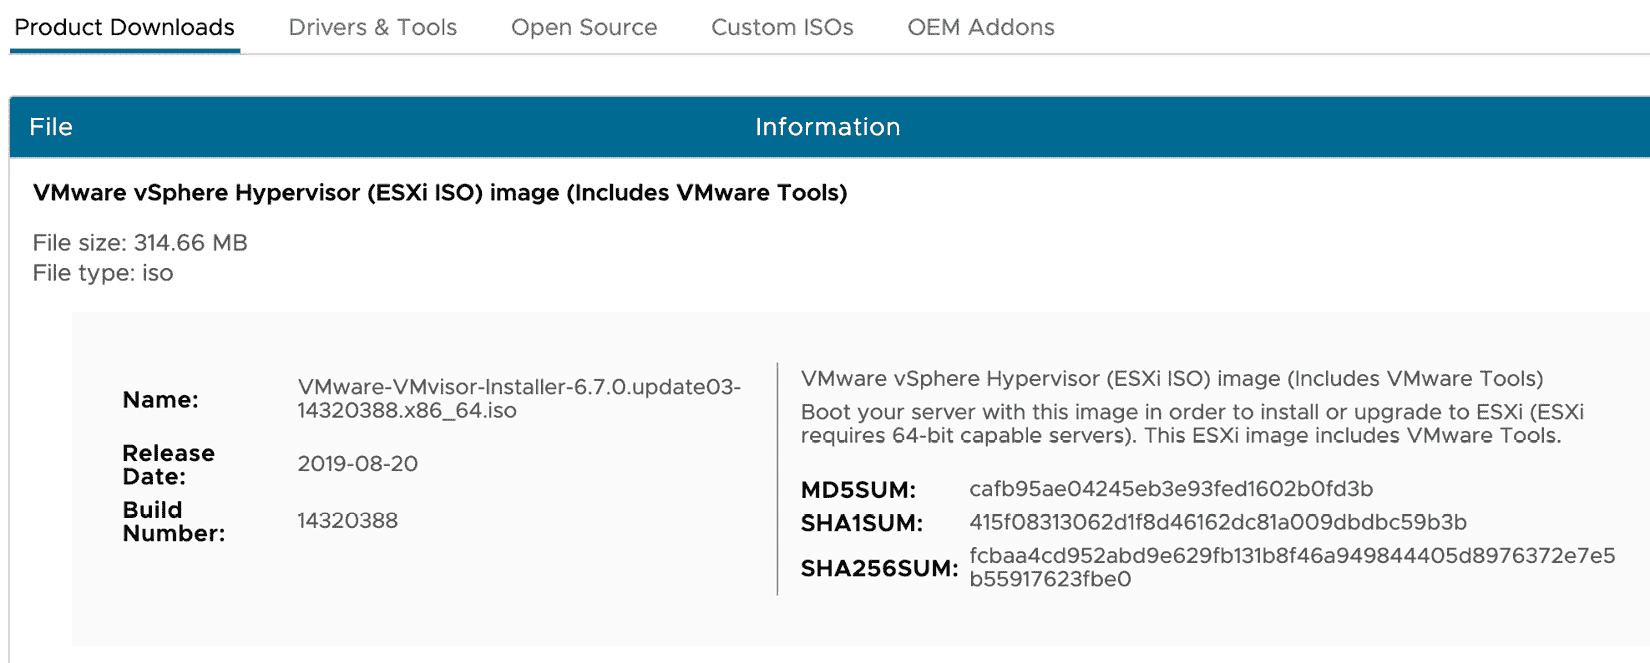 Product Downloads
Drivers & Tools
Open Source
Custom ISOs
OEM Addons
File
Information
VMware vSphere Hypervisor (ESXi ISO) image (Includes VMware Tools)
File size: 314.66 MB
File type: iso
Name:
VMware-VMvisor-Installer-6.7.0.update03-
14320388.x86_64.iso
Release
Date:
2019-08-20
Build
Number:
14320388
VMware vSphere Hypervisor (ESXi ISO) image (Includes VMware Tools)
Boot your server with this image in order to install or upgrade to ESXi (ESXi
requires 64-bit capable servers). This ESXi image includes VMware Tools.
MD5SUM:
cafb95ae04245eb3e93fed1602b0fd3b
SHA1SUM:
415f08313062d1f8d46162dc81a009dbdbc59b3b
SHA256SUM:
fcbaa4cd952abd9e629fb131b8f46a949844405d8976372e7e5
b55917623fbe0